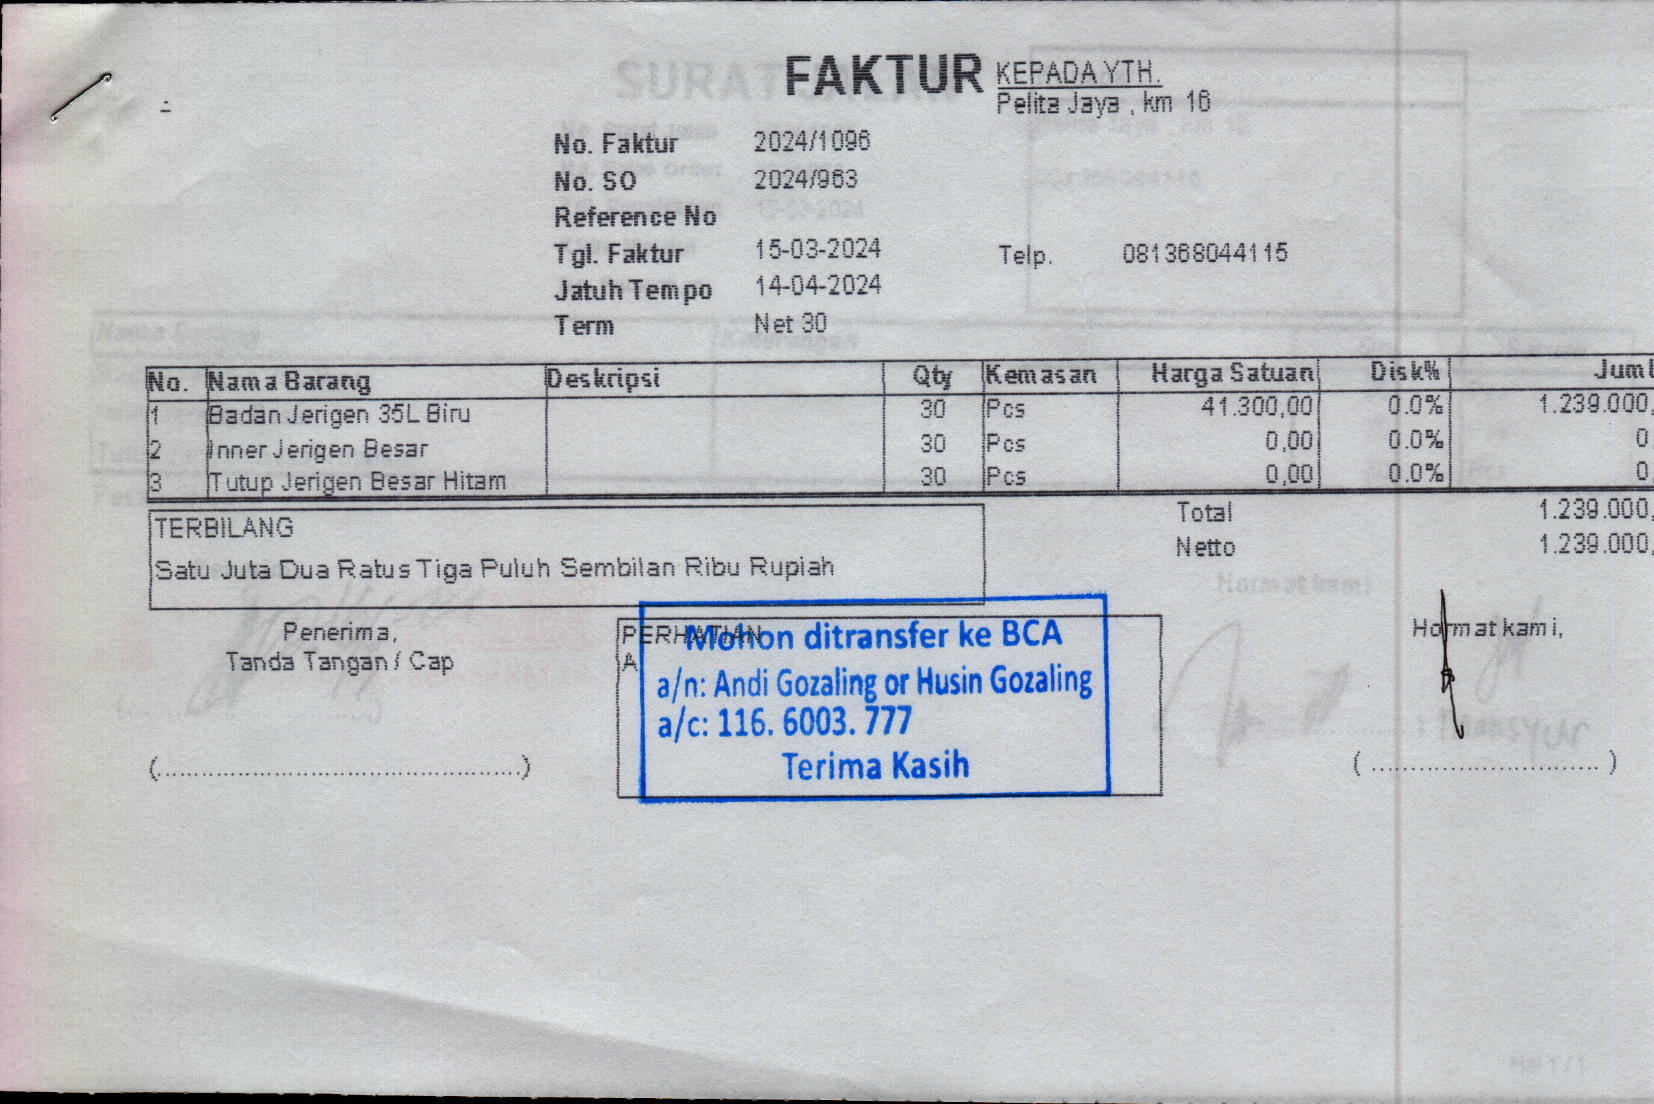 FAKTUR
KEPADA YTH.
Pelita Jaya , km 16
No. Faktur 2024/1096
No. SO 2024/963
Reference No
Tgl. Faktur 15-03-2024
Telp. 081368044115
Jatuh Tempo 14-04-2024
Term Net 30
No. Nama Barang Deskripsi Qty Kemasan Harga Satuan Disk% Juml
1 Badan Jerigen 35L Biru 30 Pcs 41.300,00 0.0% 1.239.000,
2 Inner Jerigen Besar 30 Pcs 0,00 0.0% 0,
3 Tutup Jerigen Besar Hitam 30 Pcs 0,00 0.0% 0,
Total 1.239.000,
Netto 1.239.000,
TERBILANG
Satu Juta Dua Ratus Tiga Puluh Sembilan Ribu Rupiah
Penerima,
Tanda Tangan / Cap
(................................................)
PERHATIAN
A
Mohon ditransfer ke BCA
a/n: Andi Gozaling or Husin Gozaling
a/c: 116. 6003. 777
Terima Kasih
Hormat kami,
( .............................. )